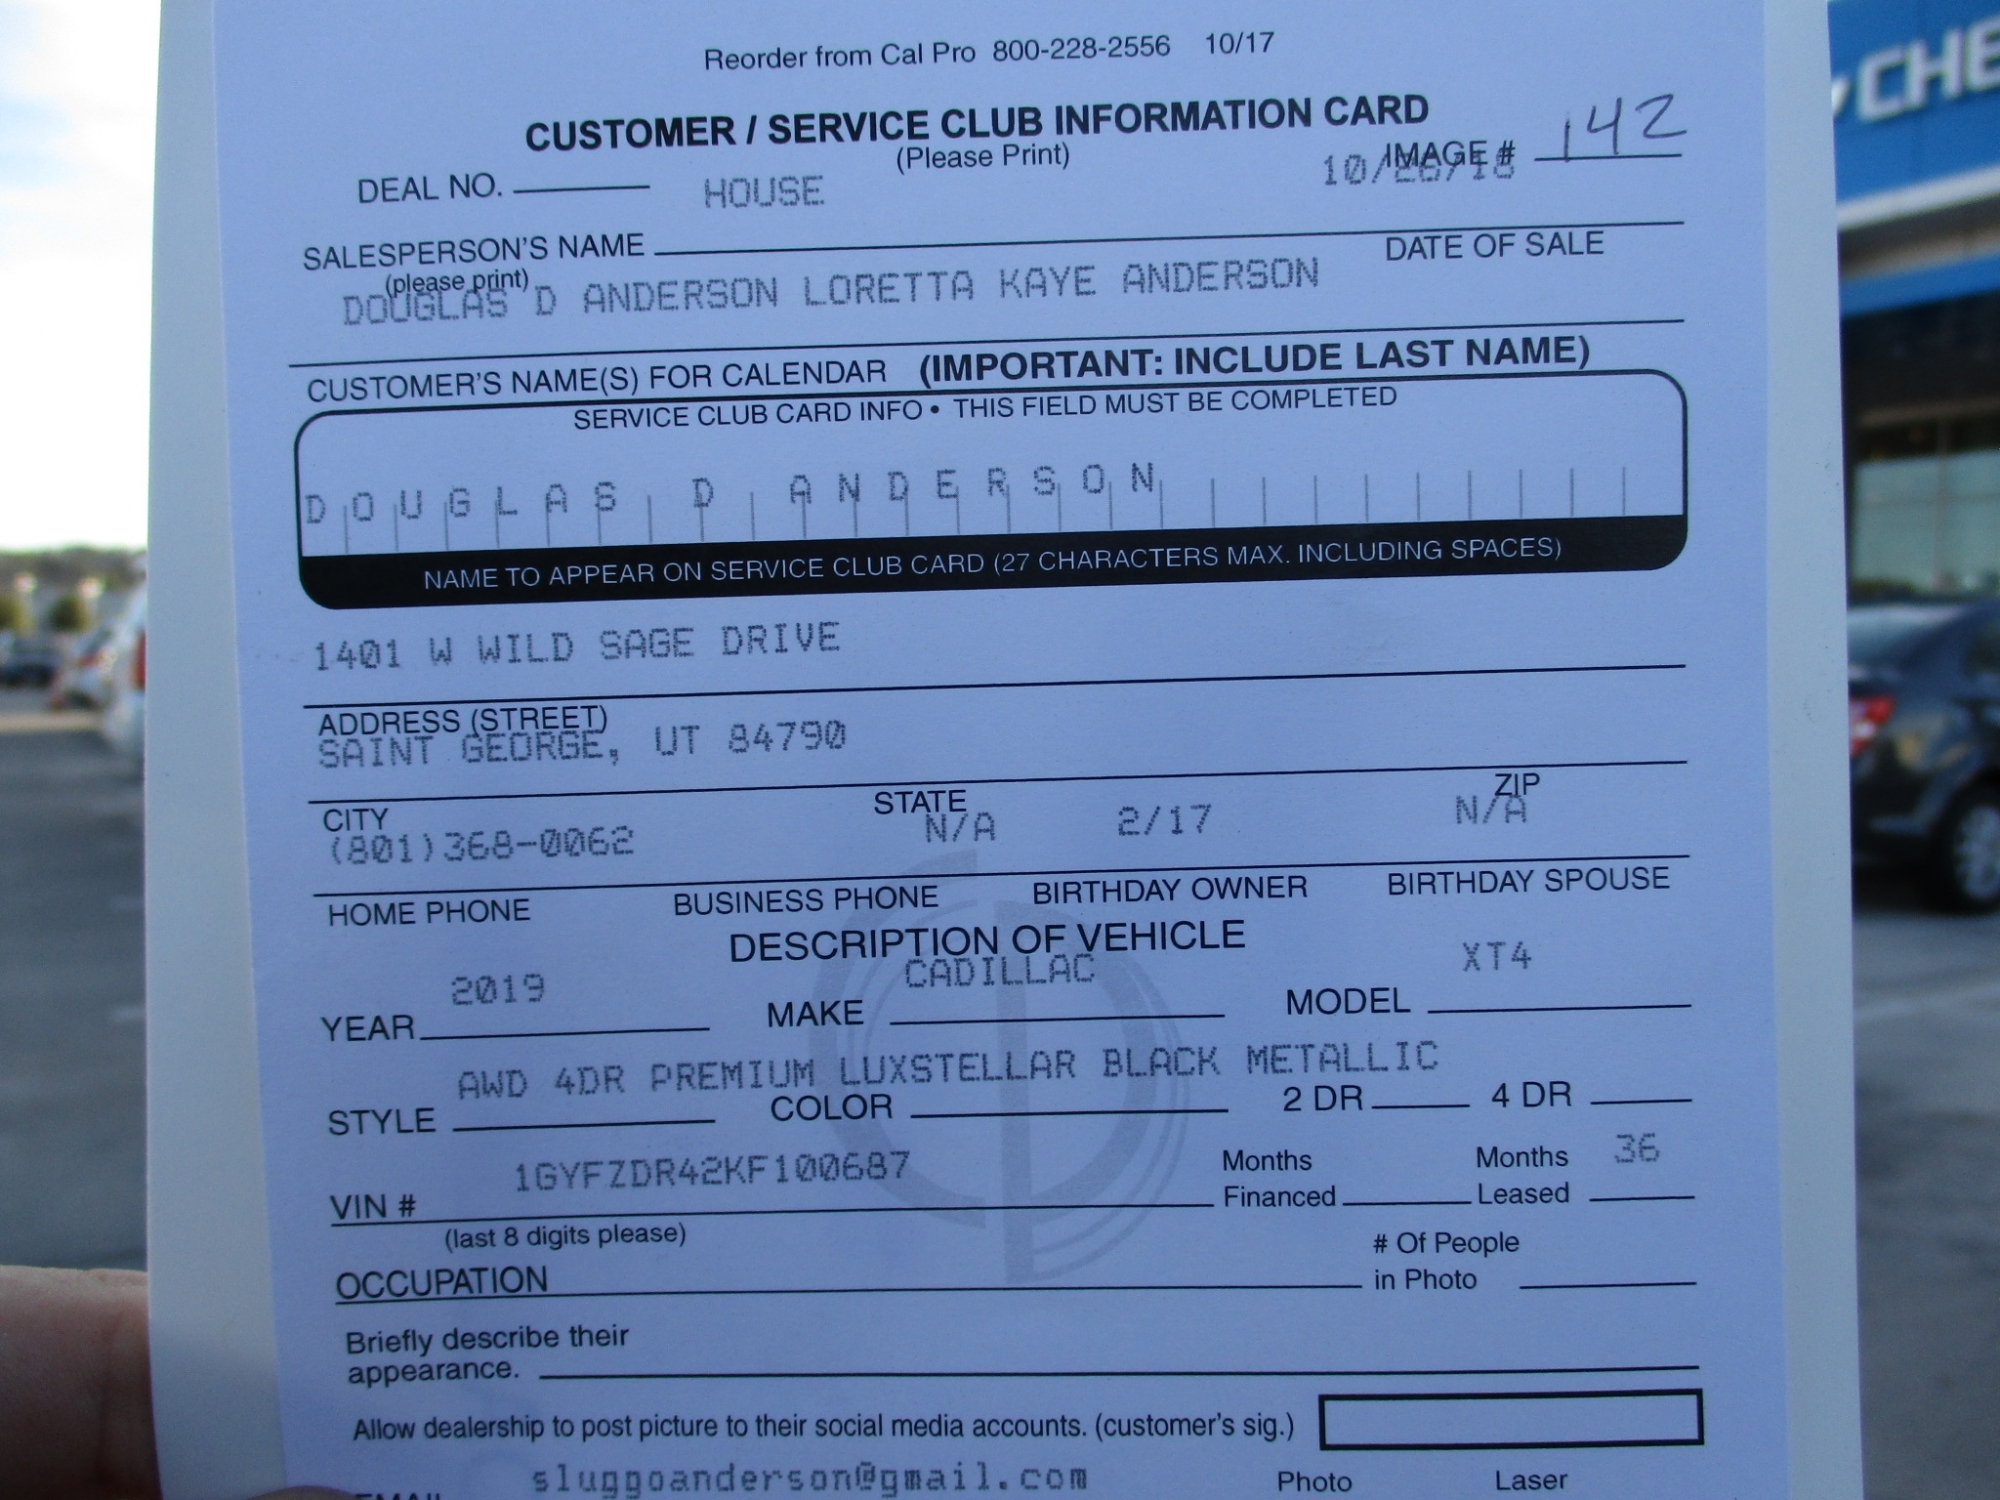 Reorder from Cal Pro 800-228-2556 10/17
CHE
CUSTOMER / SERVICE CLUB INFORMATION CARD
(Please Print)
IMAGE # 142
DEAL NO. HOUSE 10/26/18
SALESPERSON'S NAME DATE OF SALE
(please print)
DOUGLAS D ANDERSON LORETTA KAYE ANDERSON
CUSTOMER'S NAME(S) FOR CALENDAR (IMPORTANT: INCLUDE LAST NAME)
SERVICE CLUB CARD INFO • THIS FIELD MUST BE COMPLETED
DOUGLAS D ANDERSON
NAME TO APPEAR ON SERVICE CLUB CARD (27 CHARACTERS MAX. INCLUDING SPACES)
1401 W WILD SAGE DRIVE
ADDRESS (STREET)
SAINT GEORGE, UT 84790
CITY STATE ZIP
(801)368-0062 N/A 2/17 N/A
HOME PHONE BUSINESS PHONE BIRTHDAY OWNER BIRTHDAY SPOUSE
DESCRIPTION OF VEHICLE
2019 CADILLAC XT4
YEAR MAKE MODEL
AWD 4DR PREMIUM LUXSTELLAR BLACK METALLIC
STYLE COLOR 2 DR 4 DR
1GYFZDR42KF100687 Months Months 36
VIN # Financed Leased
(last 8 digits please)
# Of People
OCCUPATION in Photo
Briefly describe their
appearance.
Allow dealership to post picture to their social media accounts. (customer's sig.)
sluggoanderson@gmail.com
EMAIL Photo Laser